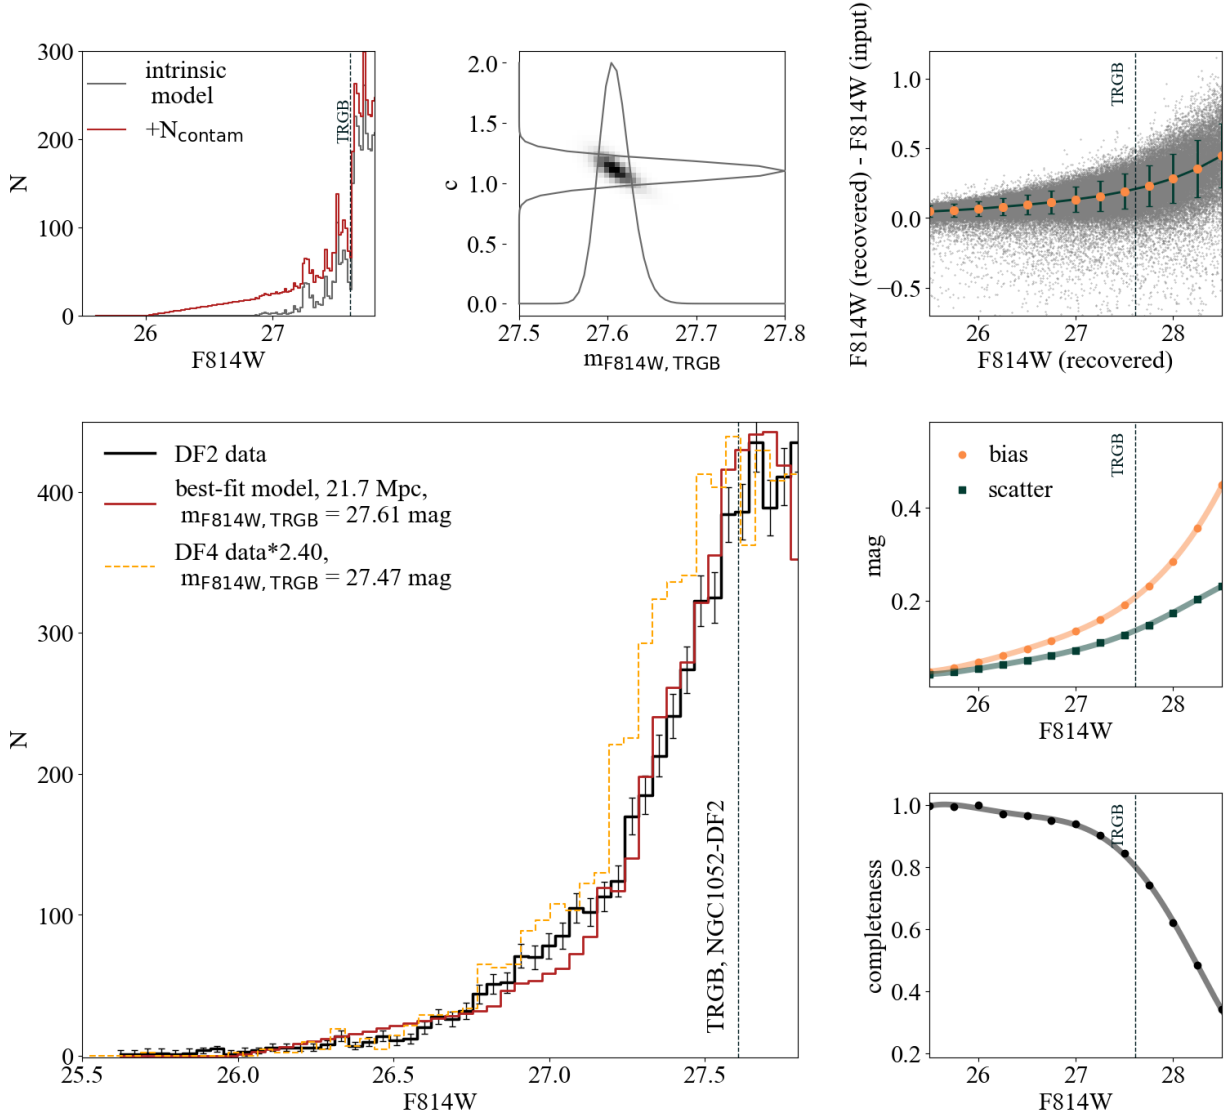 300
200
100
0
N
intrinsic
model
+N_contam
TRGB
26
27
F814W
2.0
1.5
1.0
0.5
0.0
c
27.5
27.6
27.7
27.8
m_F814W, TRGB
1.0
0.5
0.0
−0.5
F814W (recovered) - F814W (input)
TRGB
26
27
28
F814W (recovered)
400
300
200
100
0
N
DF2 data
best-fit model, 21.7 Mpc,
m_F814W, TRGB = 27.61 mag
DF4 data*2.40,
m_F814W, TRGB = 27.47 mag
TRGB, NGC1052-DF2
25.5
26.0
26.5
27.0
27.5
F814W
0.4
0.2
mag
bias
scatter
TRGB
26
27
28
F814W
1.0
0.8
0.6
0.4
0.2
completeness
TRGB
26
27
28
F814W